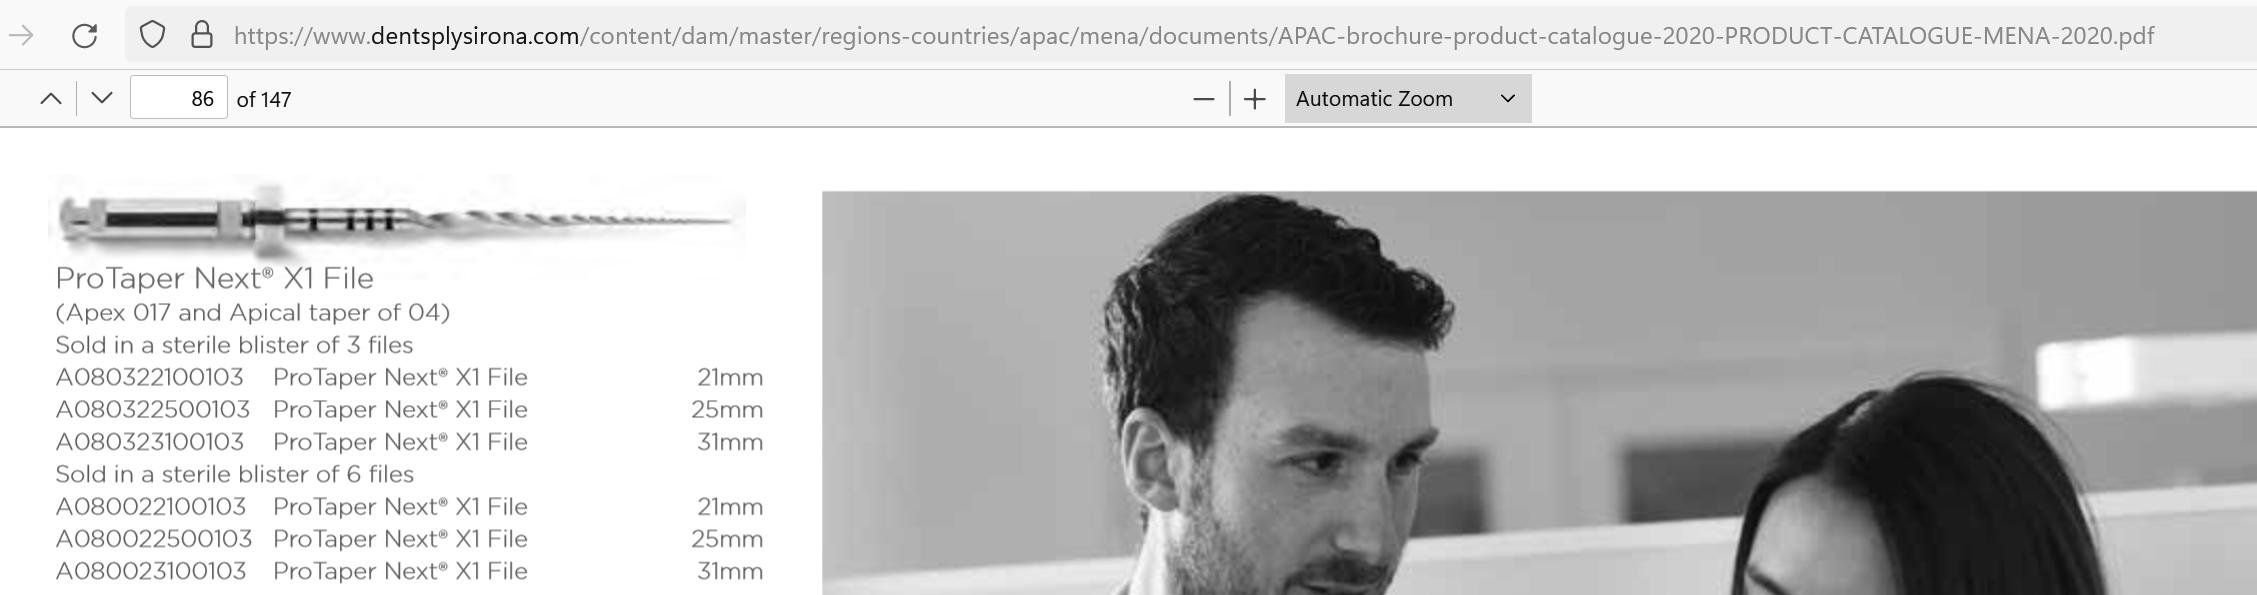 https://www.dentsplysirona.com/content/dam/master/regions-countries/apac/mena/documents/APAC-brochure-product-catalogue-2020-PRODUCT-CATALOGUE-MENA-2020.pdf
86 of 147
Automatic Zoom
ProTaper Next® X1 File
(Apex 017 and Apical taper of 04)
Sold in a sterile blister of 3 files
A080322100103 ProTaper Next® X1 File 21mm
A080322500103 ProTaper Next® X1 File 25mm
A080323100103 ProTaper Next® X1 File 31mm
Sold in a sterile blister of 6 files
A080022100103 ProTaper Next® X1 File 21mm
A080022500103 ProTaper Next® X1 File 25mm
A080023100103 ProTaper Next® X1 File 31mm